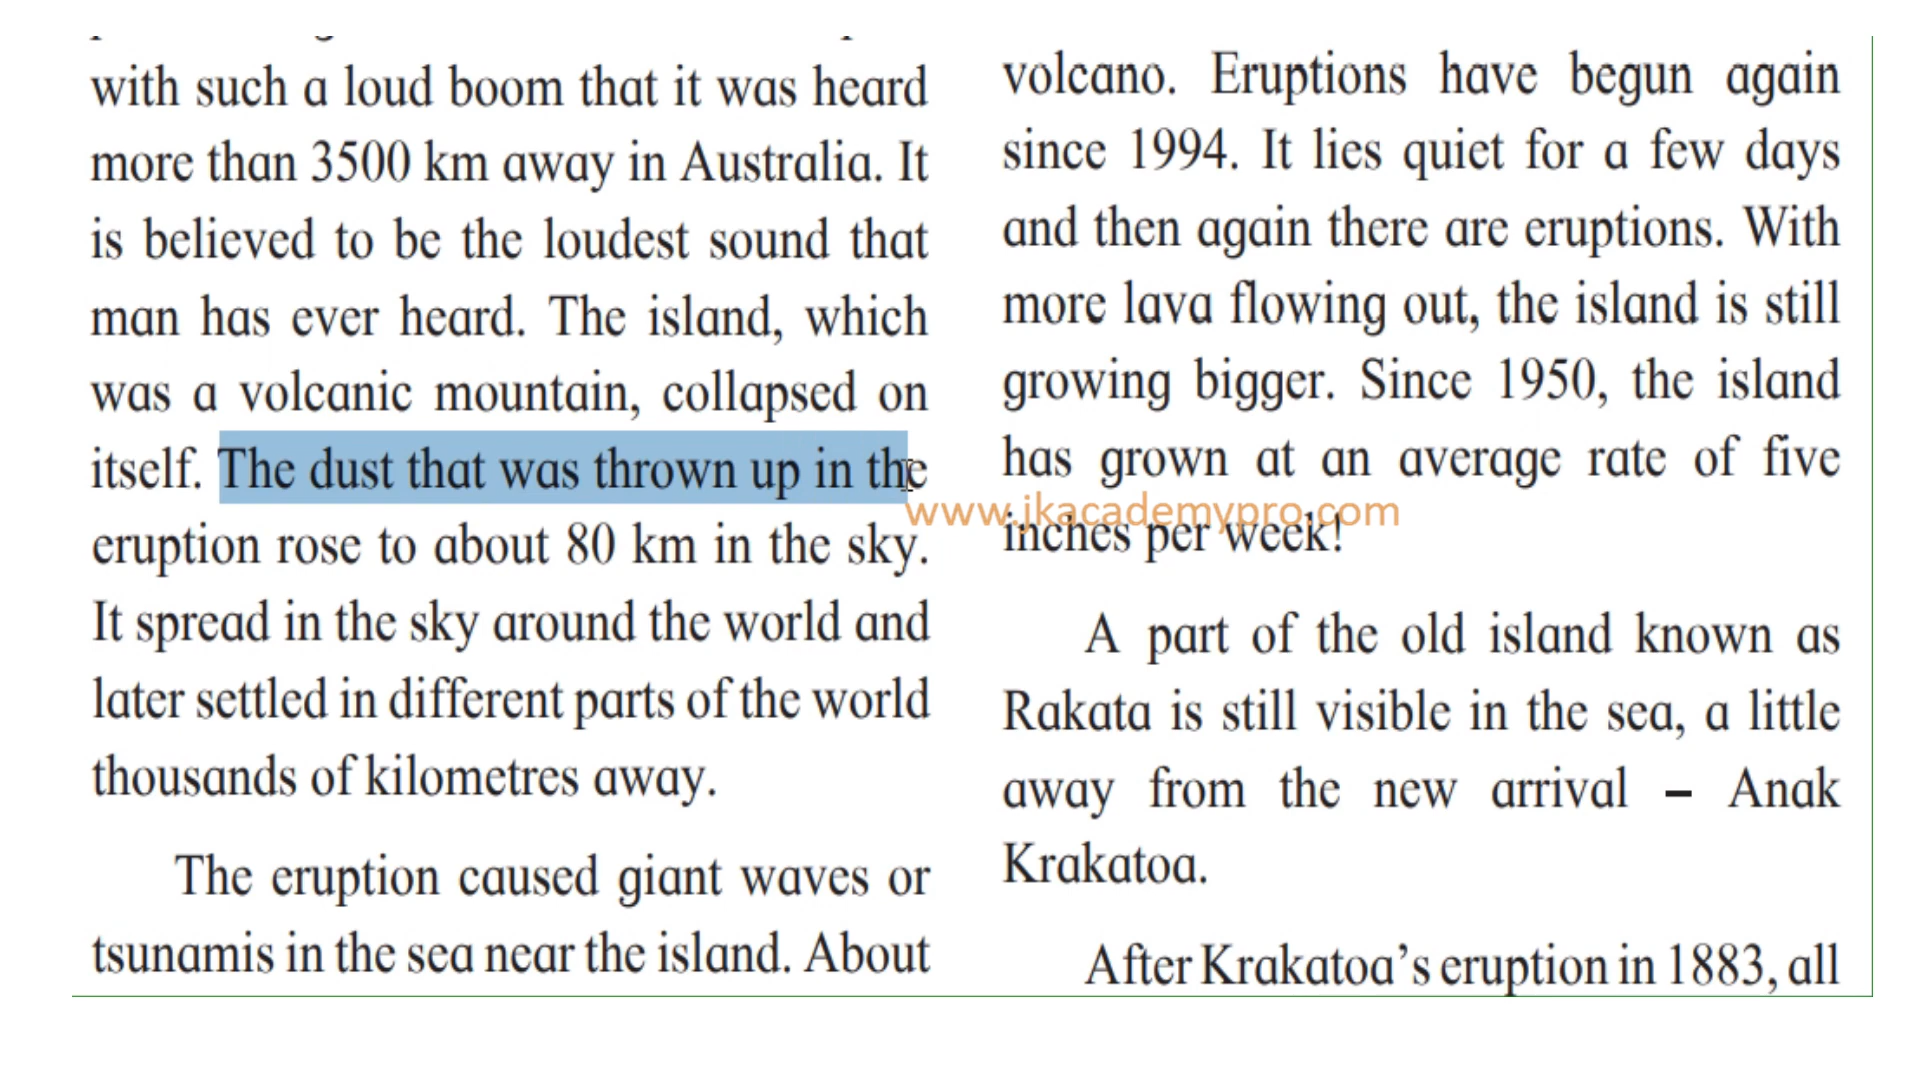 with such a loud boom that it was heard
more than 3500 km away in Australia. It
is believed to be the loudest sound that
man has ever heard. The island, which
was a volcanic mountain, collapsed on
itself. The dust that was thrown up in the
eruption rose to about 80 km in the sky.
It spread in the sky around the world and
later settled in different parts of the world
thousands of kilometres away.
The eruption caused giant waves or
tsunamis in the sea near the island. About
volcano. Eruptions have begun again
since 1994. It lies quiet for a few days
and then again there are eruptions. With
more lava flowing out, the island is still
growing bigger. Since 1950, the island
has grown at an average rate of five
www.jkacademypro.com
inches per week!
A part of the old island known as
Rakata is still visible in the sea, a little
away from the new arrival – Anak
Krakatoa.
After Krakatoa's eruption in 1883, all